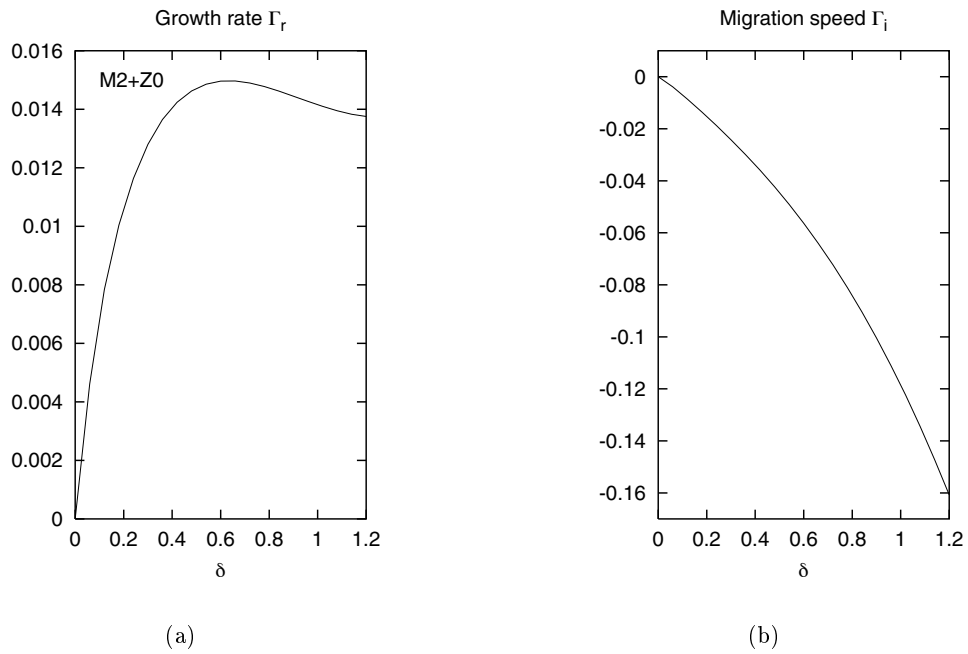 Growth rate Γr
0.016
0.014
0.012
0.01
0.008
0.006
0.004
0.002
0
M2+Z0
0 0.2 0.4 0.6 0.8 1 1.2
δ
(a)
Migration speed Γi
0
-0.02
-0.04
-0.06
-0.08
-0.1
-0.12
-0.14
-0.16
0 0.2 0.4 0.6 0.8 1 1.2
δ
(b)